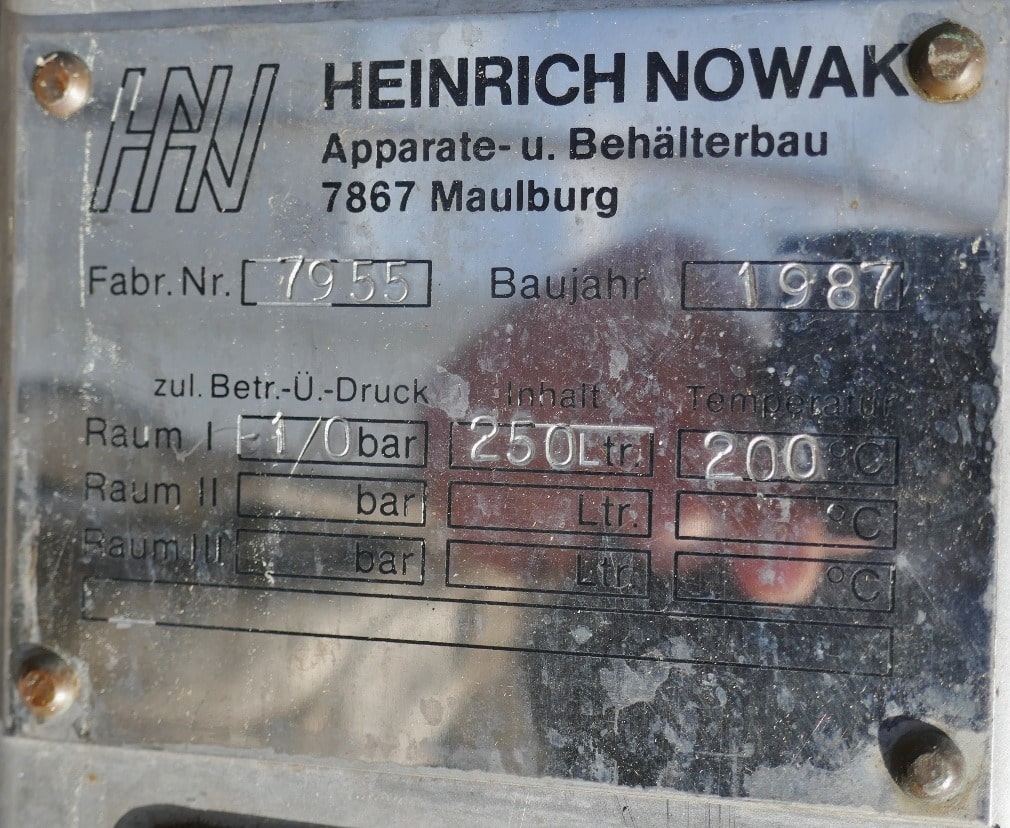 HN
HEINRICH NOWAK
Apparate- u. Behälterbau
7867 Maulburg
Fabr. Nr. 7955 Baujahr 1987
zul. Betr.-Ü.-Druck Inhalt Temperatur
Raum I -1/0 bar 250 Ltr. 200 °C
Raum II bar Ltr. °C
Raum III bar Ltr. °C